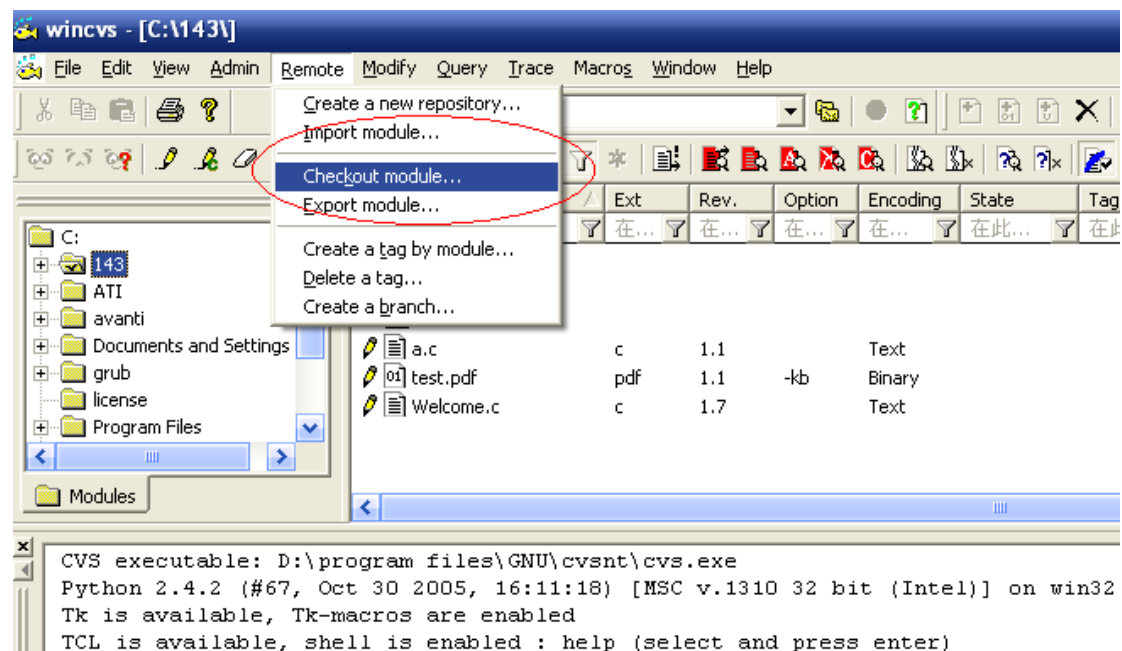 wincvs - [C:\143\]
File Edit View Admin Remote Modify Query Trace Macros Window Help
Create a new repository...
Import module...
Checkout module...
Export module...
Create a tag by module...
Delete a tag...
Create a branch...
Ext Rev. Option Encoding State Tag
在... 在... 在... 在... 在此... 在此
C:
143
ATI
avanti
Documents and Settings
grub
license
Program Files
Modules
a.c c 1.1 Text
test.pdf pdf 1.1 -kb Binary
Welcome.c c 1.7 Text
CVS executable: D:\program files\GNU\cvsnt\cvs.exe
Python 2.4.2 (#67, Oct 30 2005, 16:11:18) [MSC v.1310 32 bit (Intel)] on win32
Tk is available, Tk-macros are enabled
TCL is available, shell is enabled : help (select and press enter)